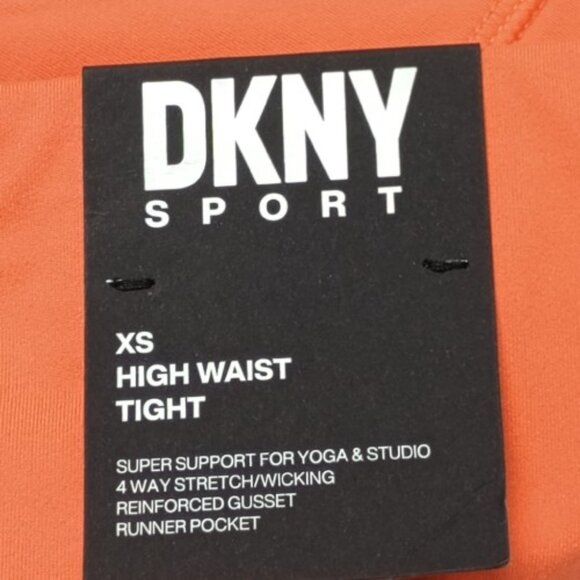 DKNY
SPORT
XS
HIGH WAIST
TIGHT
SUPER SUPPORT FOR YOGA & STUDIO
4 WAY STRETCH/WICKING
REINFORCED GUSSET
RUNNER POCKET